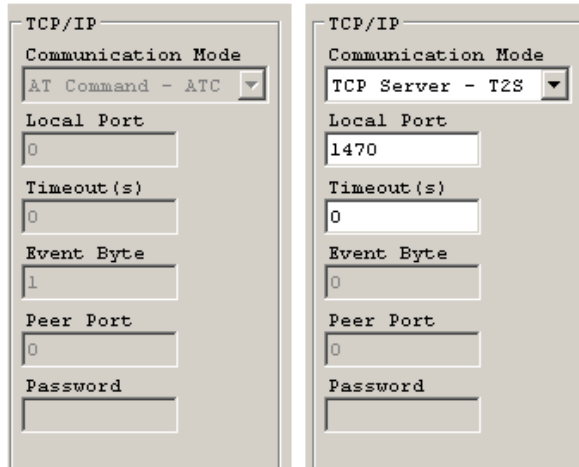 TCP/IP
Communication Mode
AT Command - ATC
Local Port
0
Timeout(s)
0
Event Byte
1
Peer Port
0
Password
TCP/IP
Communication Mode
TCP Server - T2S
Local Port
1470
Timeout(s)
0
Event Byte
0
Peer Port
0
Password